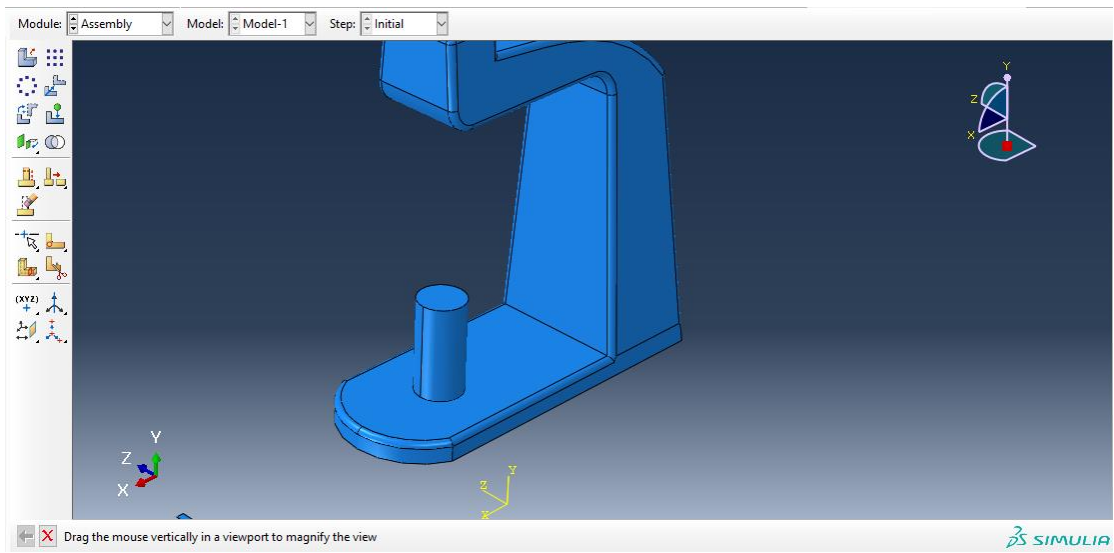 Module: Assembly Model: Model-1 Step: Initial
(XYZ)
Y
Z
X
Y
Z
X
Y
Z
X
Drag the mouse vertically in a viewport to magnify the view
3S SIMULIA